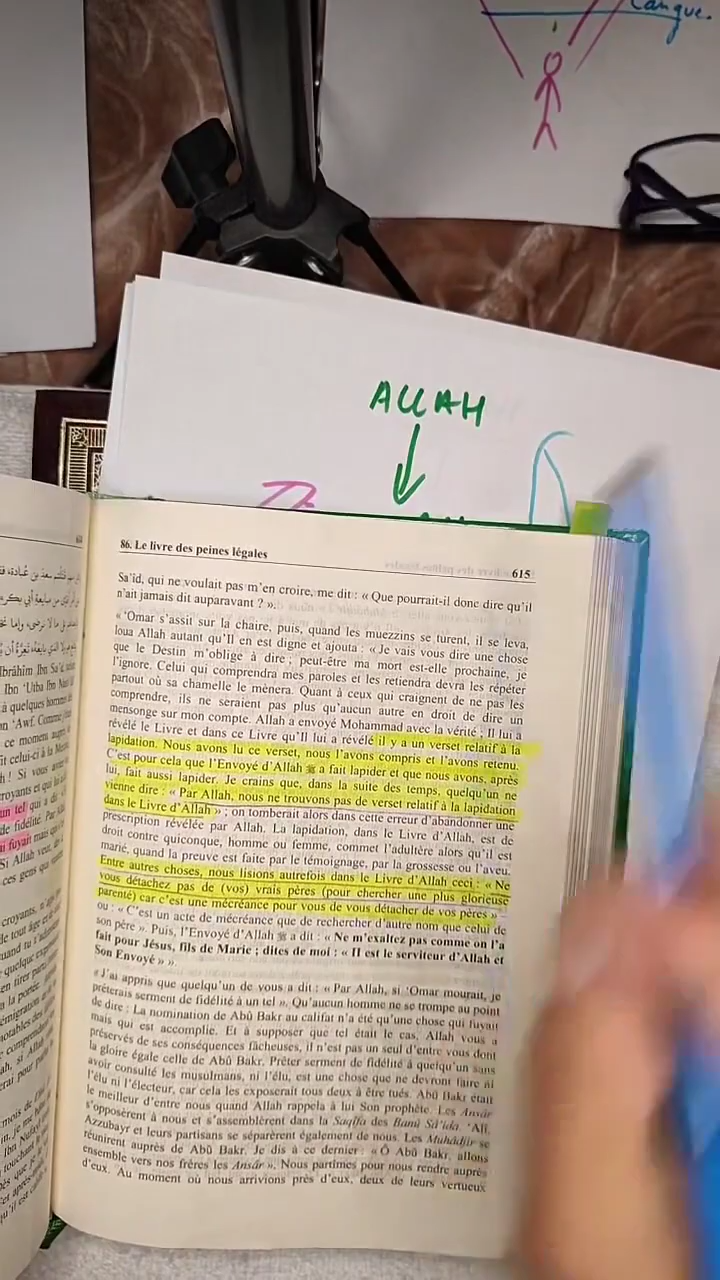 Langue.
ALLAH
86. Le livre des peines légales
615
Sa'îd, qui ne voulait pas m'en croire, me dit : « Que pourrait-il donc dire qu'il
n'ait jamais dit auparavant ? ».
« 'Omar s'assit sur la chaire, puis, quand les muezzins se turent, il se leva,
loua Allah autant qu'Il en est digne et ajouta : « Je vais vous dire une chose
que le Destin m'oblige à dire ; peut-être ma mort est-elle prochaine, je
l'ignore. Celui qui comprendra mes paroles et les retiendra devra les répéter
partout où sa chamelle le mènera. Quant à ceux qui craignent de ne pas les
comprendre, ils ne seraient pas plus qu'aucun autre en droit de dire un
mensonge sur mon compte. Allah a envoyé Mohammad avec la vérité ; Il lui a
révélé le Livre et dans ce Livre qu'Il lui a révélé il y a un verset relatif à la
lapidation. Nous avons lu ce verset, nous l'avons compris et l'avons retenu.
C'est pour cela que l'Envoyé d'Allah ﷺ a fait lapider et que nous avons, après
lui, fait aussi lapider. Je crains que, dans la suite des temps, quelqu'un ne
vienne dire : « Par Allah, nous ne trouvons pas de verset relatif à la lapidation
dans le Livre d'Allah » ; on tomberait alors dans cette erreur d'abandonner une
prescription révélée par Allah. La lapidation, dans le Livre d'Allah, est de
droit contre quiconque, homme ou femme, commet l'adultère alors qu'il est
marié, quand la preuve est faite par le témoignage, par la grossesse ou l'aveu.
Entre autres choses, nous lisions autrefois dans le Livre d'Allah ceci : « Ne
vous détachez pas de (vos) vrais pères (pour chercher une plus glorieuse
parenté) car c'est une mécréance pour vous de vous détacher de vos pères »
ou : « C'est un acte de mécréance que de rechercher d'autre nom que celui de
son père ». Puis, l'Envoyé d'Allah ﷺ a dit : « Ne m'exaltez pas comme on l'a
fait pour Jésus, fils de Marie ; dites de moi : « Il est le serviteur d'Allah et
Son Envoyé » ».
« J'ai appris que quelqu'un de vous a dit : « Par Allah, si 'Omar mourait, je
prêterais serment de fidélité à un tel ». Qu'aucun homme ne se trompe au point
de dire : La nomination de Abû Bakr au califat n'a été qu'une chose qui fuyait
mais qui est accomplie. Et à supposer que tel était le cas, Allah vous a
préservés de ses conséquences fâcheuses, il n'est pas un seul d'entre vous dont
la gloire égale celle de Abû Bakr. Prêter serment de fidélité à quelqu'un sans
avoir consulté les musulmans, ni l'élu, est une chose que ne devront faire ni
l'élu ni l'électeur, car cela les exposerait tous deux à être tués. Abû Bakr était
le meilleur d'entre nous quand Allah rappela à lui Son prophète. Les Ansâr
s'opposèrent à nous et s'assemblèrent dans la Saqîfa des Banû Sâ'ida. 'Alî,
Azzubayr et leurs partisans se séparèrent également de nous. Les Muhâdjir se
réunirent auprès de Abû Bakr. Je dis à ce dernier : « Ô Abû Bakr, allons
ensemble vers nos frères les Ansâr ». Nous partîmes pour nous rendre auprès
d'eux. Au moment où nous arrivions près d'eux, deux de leurs vertueux